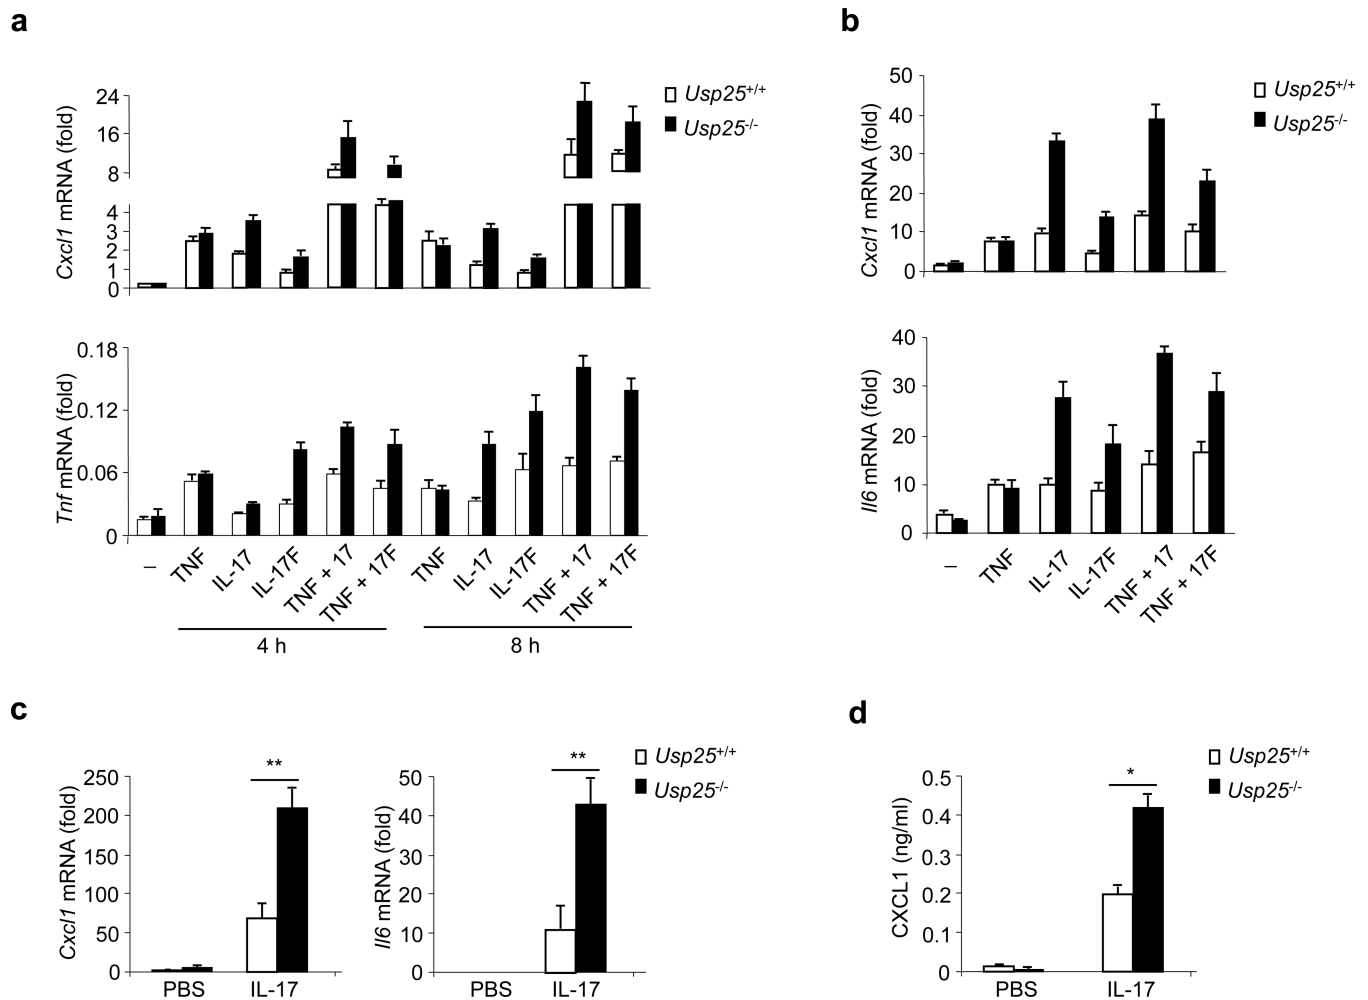 a
Cxcl1 mRNA (fold)
24
16
8
4
3
2
1
0
Usp25+/+
Usp25-/-
Tnf mRNA (fold)
0.18
0.12
0.06
0
–
TNF
IL-17
IL-17F
TNF + 17
TNF + 17F
TNF
IL-17
IL-17F
TNF + 17
TNF + 17F
4 h
8 h
b
Cxcl1 mRNA (fold)
50
40
30
20
10
0
Usp25+/+
Usp25-/-
Il6 mRNA (fold)
40
30
20
10
0
–
TNF
IL-17
IL-17F
TNF + 17
TNF + 17F
c
Cxcl1 mRNA (fold)
250
200
150
100
50
0
**
PBS
IL-17
Il6 mRNA (fold)
50
40
30
20
10
0
**
PBS
IL-17
Usp25+/+
Usp25-/-
d
CXCL1 (ng/ml)
0.5
0.4
0.3
0.2
0.1
0
*
PBS
IL-17
Usp25+/+
Usp25-/-